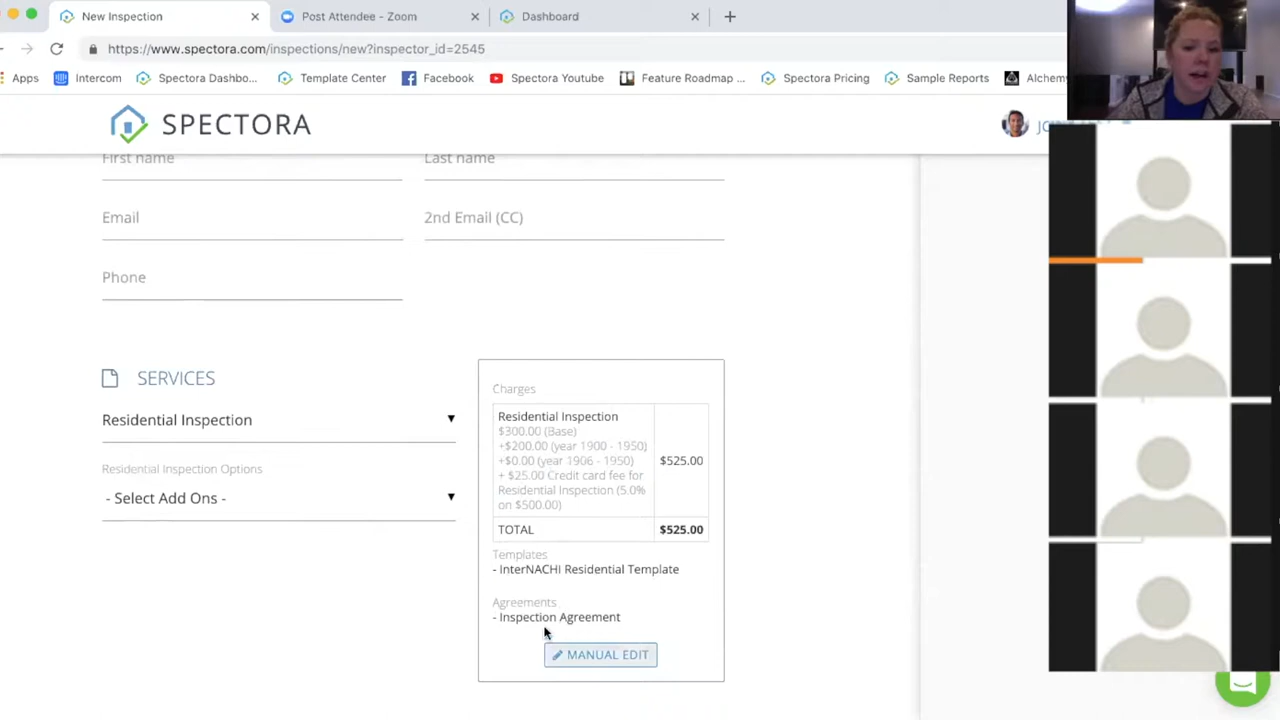 New Inspection
Post Attendee - Zoom
Dashboard
https://www.spectora.com/inspections/new?inspector_id=2545
Apps
Intercom
Spectora Dashbo...
Template Center
Facebook
Spectora Youtube
Feature Roadmap ...
Spectora Pricing
Sample Reports
Alchemy
SPECTORA
First name
Last name
Email
2nd Email (CC)
Phone
SERVICES
Residential Inspection
Residential Inspection Options
- Select Add Ons -
Charges
Residential Inspection
$300.00 (Base)
+$200.00 (year 1900 - 1950)
+$0.00 (year 1906 - 1950)
+ $25.00 Credit card fee for
Residential Inspection (5.0%
on $500.00)
$525.00
TOTAL
$525.00
Templates
- InterNACHI Residential Template
Agreements
- Inspection Agreement
MANUAL EDIT